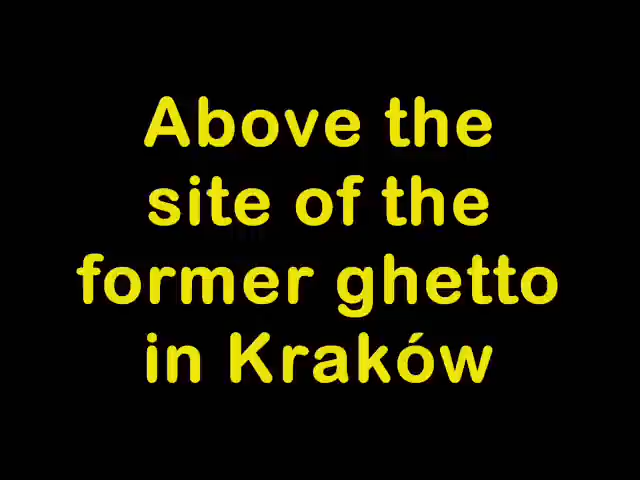 Above the
site of the
former ghetto
in Kraków